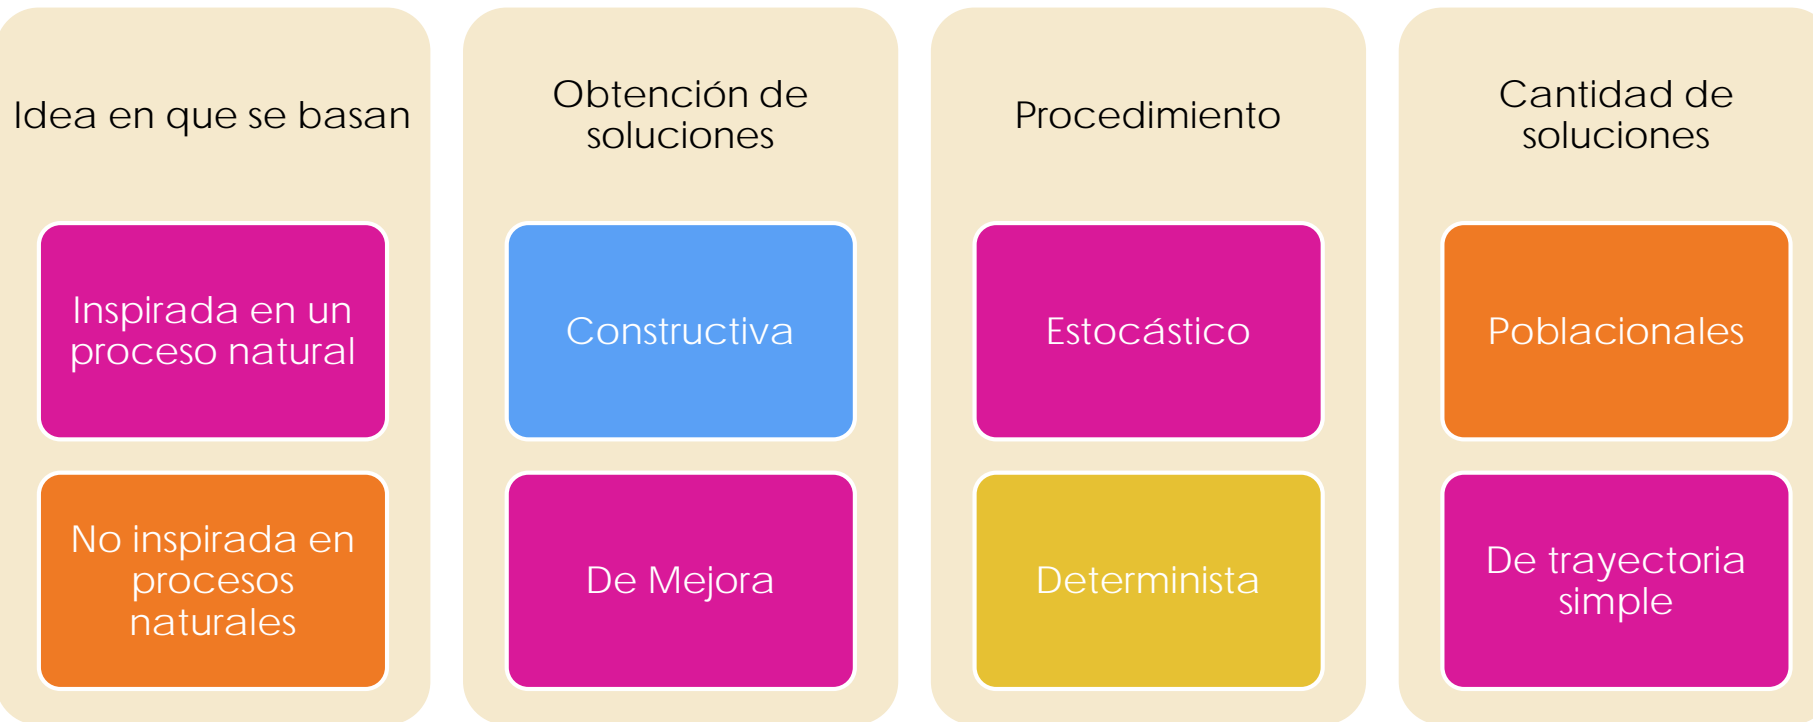 Idea en que se basan
Inspirada en un
proceso natural
No inspirada en
procesos
naturales
Obtención de
soluciones
Constructiva
De Mejora
Procedimiento
Estocástico
Determinista
Cantidad de
soluciones
Poblacionales
De trayectoria
simple